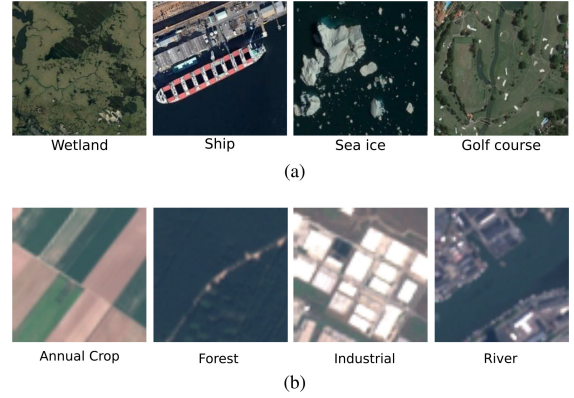 Wetland Ship Sea ice Golf course
(a)
Annual Crop Forest Industrial River
(b)